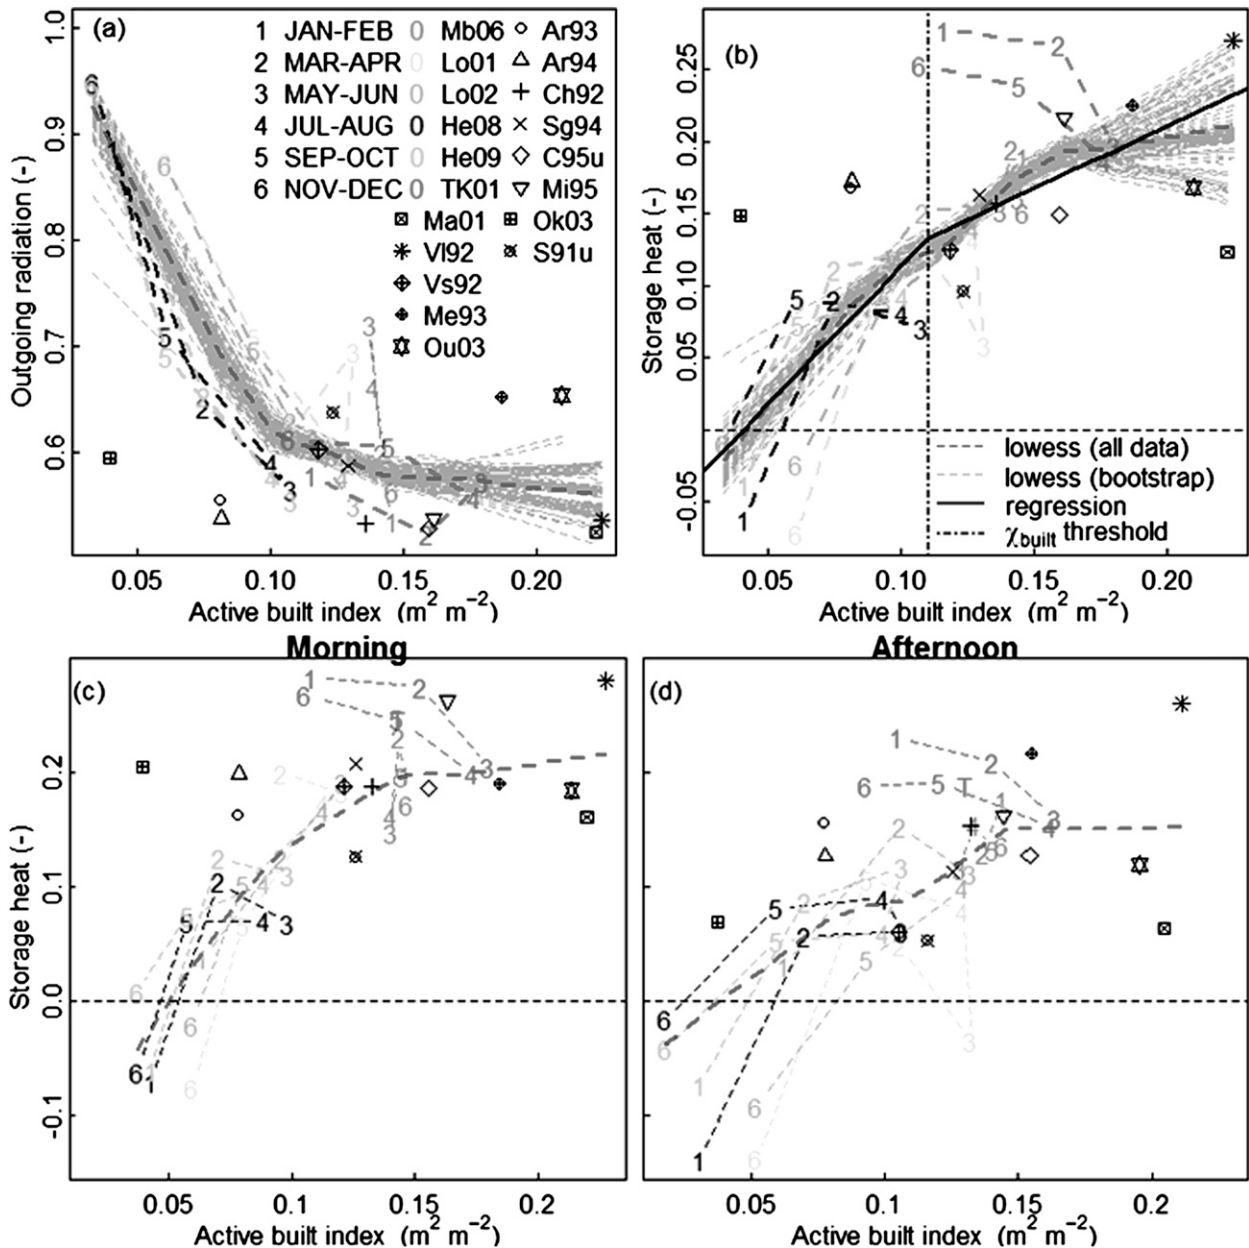 (a)
1 JAN-FEB 0 Mb06 Ar93
2 MAR-APR 0 Lo01 Ar94
3 MAY-JUN 0 Lo02 Ch92
4 JUL-AUG 0 He08 Sg94
5 SEP-OCT 0 He09 C95u
6 NOV-DEC 0 TK01 Mi95
Ma01 Ok03
Vl92 S91u
Vs92
Me93
Ou03
Outgoing radiation (-)
1.0
0.9
0.8
0.7
0.6
0.05 0.10 0.15 0.20
Active built index (m² m⁻²)
(b)
Storage heat (-)
0.25
0.20
0.15
0.10
0.05
-0.05
lowess (all data)
lowess (bootstrap)
regression
χbuilt threshold
0.05 0.10 0.15 0.20
Active built index (m² m⁻²)
Morning
(c)
Storage heat (-)
0.2
0.1
0.0
-0.1
0.05 0.10 0.15 0.2
Active built index (m² m⁻²)
Afternoon
(d)
0.05 0.10 0.15 0.2
Active built index (m² m⁻²)